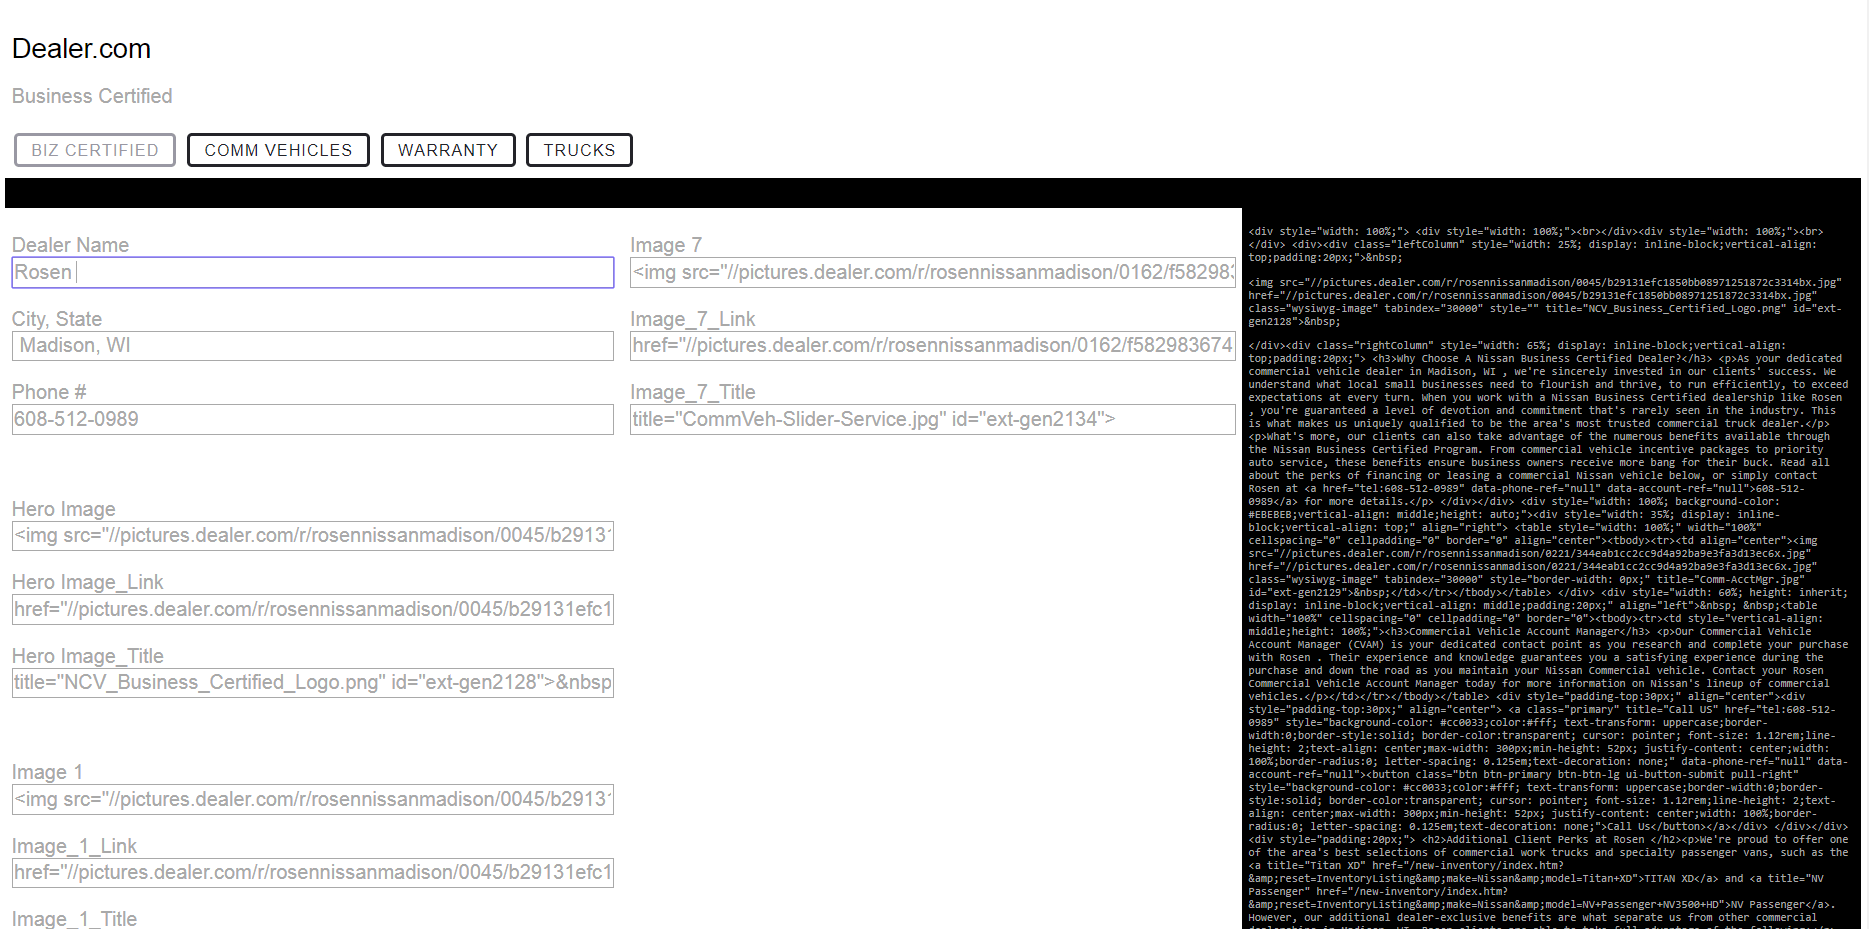 Dealer.com
Business Certified
BIZ CERTIFIED
COMM VEHICLES
WARRANTY
TRUCKS
Dealer Name
Rosen
City, State
Madison, WI
Phone #
608-512-0989
Hero Image
<img src="//pictures.dealer.com/r/rosennissanmadison/0045/b2913
Hero Image_Link
href="//pictures.dealer.com/r/rosennissanmadison/0045/b29131efc1
Hero Image_Title
title="NCV_Business_Certified_Logo.png" id="ext-gen2128">&nbsp
Image 1
<img src="//pictures.dealer.com/r/rosennissanmadison/0045/b2913
Image_1_Link
href="//pictures.dealer.com/r/rosennissanmadison/0045/b29131efc1
Image_1_Title
Image 7
<img src="//pictures.dealer.com/r/rosennissanmadison/0162/f58298
Image_7_Link
href="//pictures.dealer.com/r/rosennissanmadison/0162/f582983674
Image_7_Title
title="CommVeh-Slider-Service.jpg" id="ext-gen2134">
<div style="width: 100%;"> <div style="width: 100%;"><br></div><div style="width: 100%;"><br>
</div> <div><div class="leftColumn" style="width: 25%; display: inline-block;vertical-align:
top;padding:20px;">&nbsp;
<img src="//pictures.dealer.com/r/rosennissanmadison/0045/b29131efc1850bb08971251872c3314bx.jpg"
href="//pictures.dealer.com/r/rosennissanmadison/0045/b29131efc1850bb08971251872c3314bx.jpg"
class="wysiwyg-image" tabindex="30000" style="" title="NCV_Business_Certified_Logo.png" id="ext-
gen2128">&nbsp;
</div><div class="rightColumn" style="width: 65%; display: inline-block;vertical-align:
top;padding:20px;"> <h3>Why Choose A Nissan Business Certified Dealer?</h3> <p>As your dedicated
commercial vehicle dealer in Madison, WI , we're sincerely invested in our clients' success. We
understand what local small businesses need to flourish and thrive, to run efficiently, to exceed
expectations at every turn. When you work with a Nissan Business Certified dealership like Rosen
, you're guaranteed a level of devotion and commitment that's rarely seen in the industry. This
is what makes us uniquely qualified to be the area's most trusted commercial truck dealer.</p>
<p>What's more, our clients can also take advantage of the numerous benefits available through
the Nissan Business Certified Program. From commercial vehicle incentive packages to priority
auto service, these benefits ensure business owners receive more bang for their buck. Read all
about the perks of financing or leasing a commercial Nissan vehicle below, or simply contact
Rosen at <a href="tel:608-512-0989" data-phone-ref="null" data-account-ref="null">608-512-
0989</a> for more details.</p> </div></div> <div style="width: 100%; background-color:
#EBEBEB;vertical-align: middle;height: auto;"><div style="width: 35%; display: inline-
block;vertical-align: top;" align="right"> <table style="width: 100%;" width="100%"
cellspacing="0" cellpadding="0" border="0" align="center"><tbody><tr><td align="center"><img
src="//pictures.dealer.com/r/rosennissanmadison/0221/344eab1cc2cc9d4a92ba9e3fa3d13ec6x.jpg"
href="//pictures.dealer.com/r/rosennissanmadison/0221/344eab1cc2cc9d4a92ba9e3fa3d13ec6x.jpg"
class="wysiwyg-image" tabindex="30000" style="border-width: 0px;" title="Comm-AcctMgr.jpg"
id="ext-gen2129">&nbsp;</td></tr></tbody></table> </div> <div style="width: 60%; height: inherit;
display: inline-block;vertical-align: middle;padding:20px;" align="left">&nbsp; &nbsp;<table
width="100%" cellspacing="0" cellpadding="0" border="0"><tbody><tr><td style="vertical-align:
middle;height: 100%;"><h3>Commercial Vehicle Account Manager</h3> <p>Our Commercial Vehicle
Account Manager (CVAM) is your dedicated contact point as you research and complete your purchase
with Rosen . Their experience and knowledge guarantees you a satisfying experience during the
purchase and down the road as you maintain your Nissan Commercial vehicle. Contact your Rosen
Commercial Vehicle Account Manager today for more information on Nissan's lineup of commercial
vehicles.</p></td></tr></tbody></table> <div style="padding-top:30px;" align="center"><div
style="padding-top:30px;" align="center"> <a class="primary" title="Call US" href="tel:608-512-
0989" style="background-color: #cc0033;color:#fff; text-transform: uppercase;border-
width:0;border-style:solid; border-color:transparent; cursor: pointer; font-size: 1.12rem;line-
height: 2;text-align: center;max-width: 300px;min-height: 52px; justify-content: center;width:
100%;border-radius:0; letter-spacing: 0.125em;text-decoration: none;" data-phone-ref="null" data-
account-ref="null"><button class="btn btn-primary btn-btn-lg ui-button-submit pull-right"
style="background-color: #cc0033;color:#fff; text-transform: uppercase;border-width:0;border-
style:solid; border-color:transparent; cursor: pointer; font-size: 1.12rem;line-height: 2;text-
align: center;max-width: 300px;min-height: 52px; justify-content: center;width: 100%;border-
radius:0; letter-spacing: 0.125em;text-decoration: none;">Call Us</button></a></div> </div></div>
<div style="padding:20px;"> <h2>Additional Client Perks at Rosen </h2><p>We're proud to offer one
of the area's best selections of commercial work trucks and specialty passenger vans, such as the
<a title="Titan XD" href="/new-inventory/index.htm?
&amp;reset=InventoryListing&amp;make=Nissan&amp;model=Titan+XD">TITAN XD</a> and <a title="NV
Passenger" href="/new-inventory/index.htm?
&amp;reset=InventoryListing&amp;make=Nissan&amp;model=NV+Passenger+NV3500+HD">NV Passenger</a>.
However, our additional dealer-exclusive benefits are what separate us from other commercial